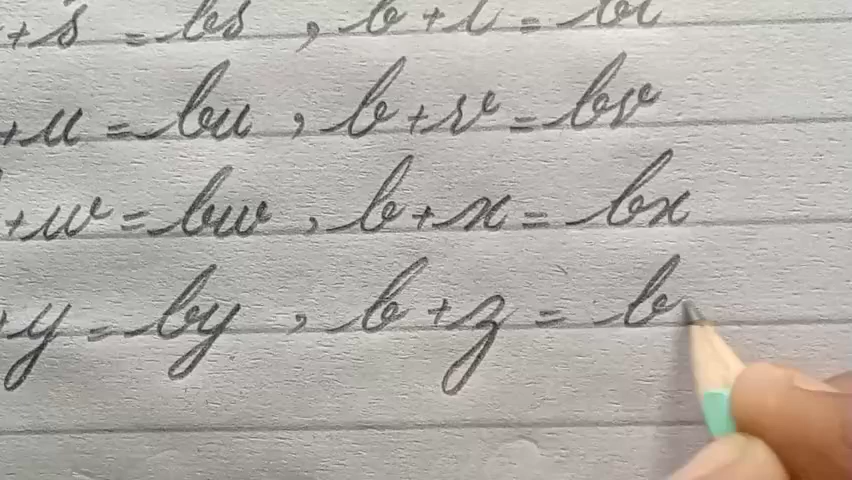 +s = bs , b+t = bt
+u = bu , b+v = bv
+w = bw , b+x = bx
+y = by , b+z = b